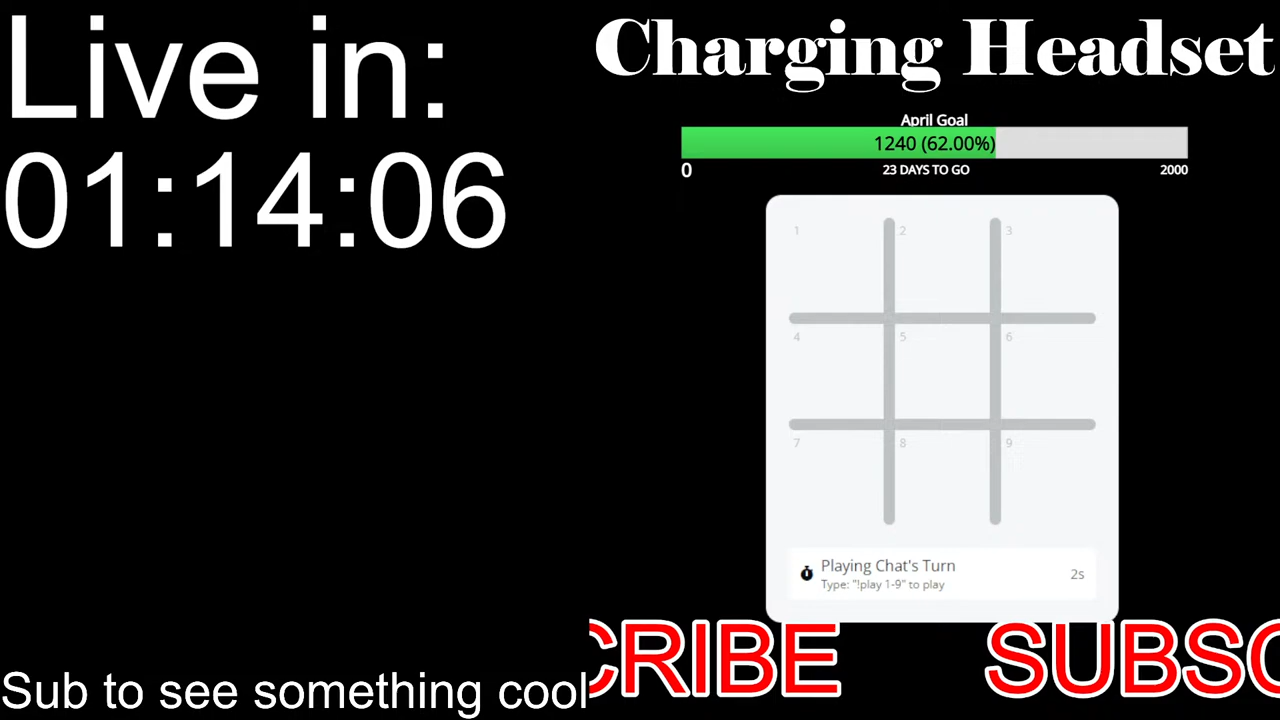 Live in:
01:14:06
Charging Headset
April Goal
1240 (62.00%)
0
23 DAYS TO GO
2000
1
2
3
4
5
6
7
8
9
Playing Chat's Turn
Type: "!play 1-9" to play
2s
CRIBE SUBSC
Sub to see something cool